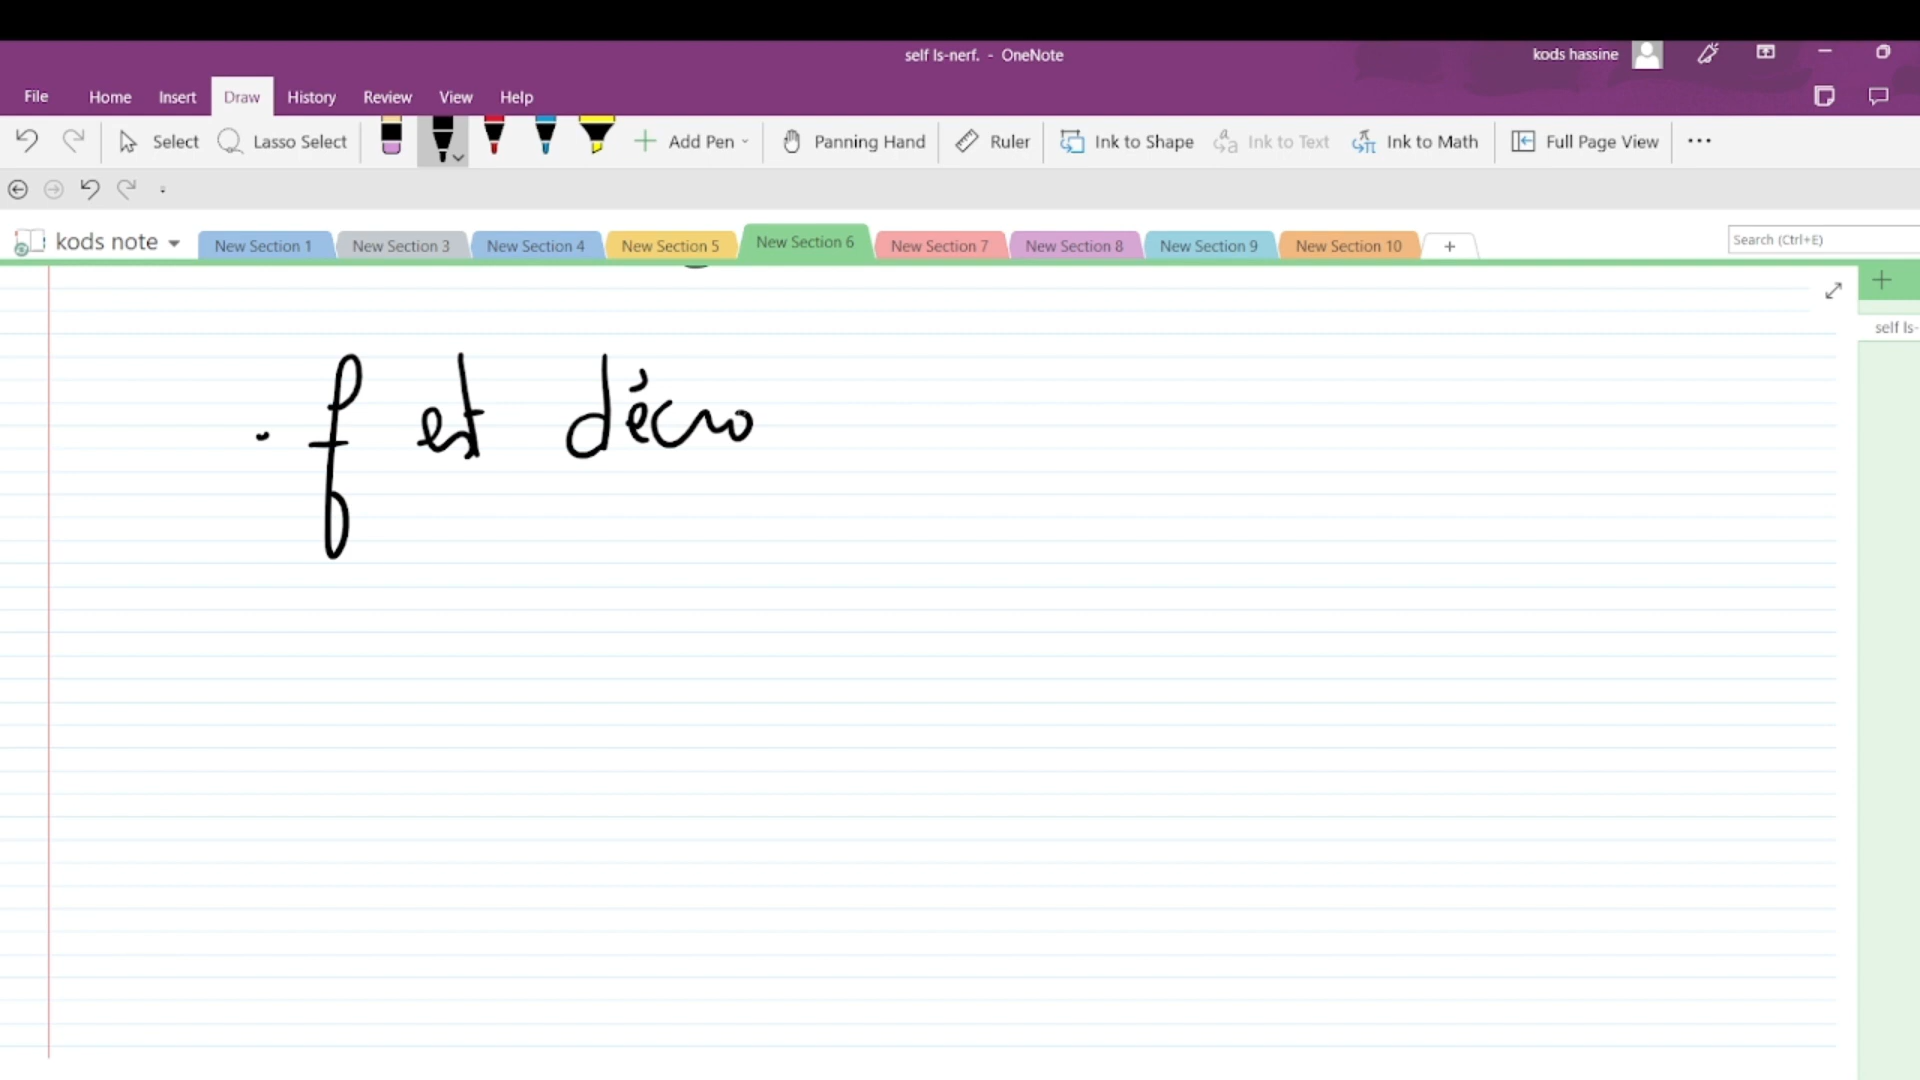 self ls-nerf. - OneNote
kods hassine
File Home Insert Draw History Review View Help
Select Lasso Select Add Pen Panning Hand Ruler Ink to Shape Ink to Text Ink to Math Full Page View
kods note New Section 1 New Section 3 New Section 4 New Section 5 New Section 6 New Section 7 New Section 8 New Section 9 New Section 10 + Search (Ctrl+E)
self ls-
. f est décro